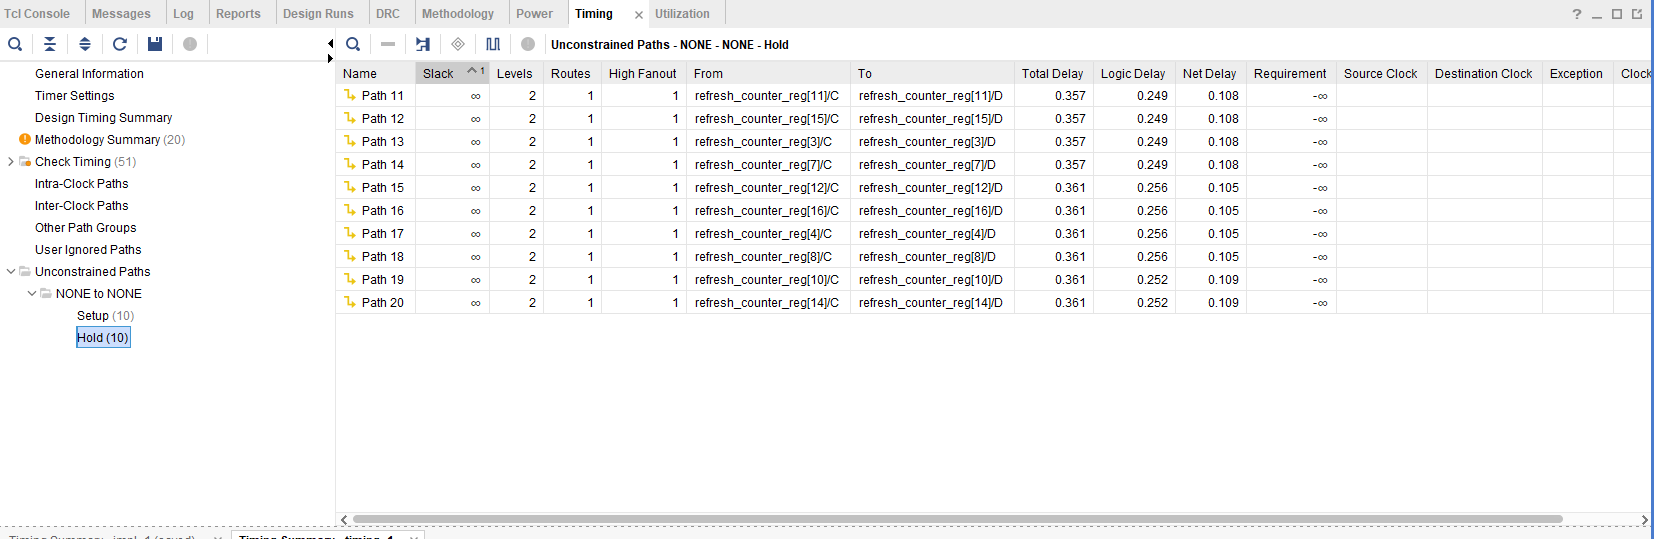 Tcl Console Messages Log Reports Design Runs DRC Methodology Power Timing × Utilization ?
Unconstrained Paths - NONE - NONE - Hold
General Information
Timer Settings
Design Timing Summary
Methodology Summary (20)
Check Timing (51)
Intra-Clock Paths
Inter-Clock Paths
Other Path Groups
User Ignored Paths
Unconstrained Paths
NONE to NONE
Setup (10)
Hold (10)
Name Slack 1 Levels Routes High Fanout From To Total Delay Logic Delay Net Delay Requirement Source Clock Destination Clock Exception Clock
Path 11 ∞ 2 1 1 refresh_counter_reg[11]/C refresh_counter_reg[11]/D 0.357 0.249 0.108 -∞
Path 12 ∞ 2 1 1 refresh_counter_reg[15]/C refresh_counter_reg[15]/D 0.357 0.249 0.108 -∞
Path 13 ∞ 2 1 1 refresh_counter_reg[3]/C refresh_counter_reg[3]/D 0.357 0.249 0.108 -∞
Path 14 ∞ 2 1 1 refresh_counter_reg[7]/C refresh_counter_reg[7]/D 0.357 0.249 0.108 -∞
Path 15 ∞ 2 1 1 refresh_counter_reg[12]/C refresh_counter_reg[12]/D 0.361 0.256 0.105 -∞
Path 16 ∞ 2 1 1 refresh_counter_reg[16]/C refresh_counter_reg[16]/D 0.361 0.256 0.105 -∞
Path 17 ∞ 2 1 1 refresh_counter_reg[4]/C refresh_counter_reg[4]/D 0.361 0.256 0.105 -∞
Path 18 ∞ 2 1 1 refresh_counter_reg[8]/C refresh_counter_reg[8]/D 0.361 0.256 0.105 -∞
Path 19 ∞ 2 1 1 refresh_counter_reg[10]/C refresh_counter_reg[10]/D 0.361 0.252 0.109 -∞
Path 20 ∞ 2 1 1 refresh_counter_reg[14]/C refresh_counter_reg[14]/D 0.361 0.252 0.109 -∞
Timing Summary - impl_1 (saved) × Timing Summary - timing_1 ×